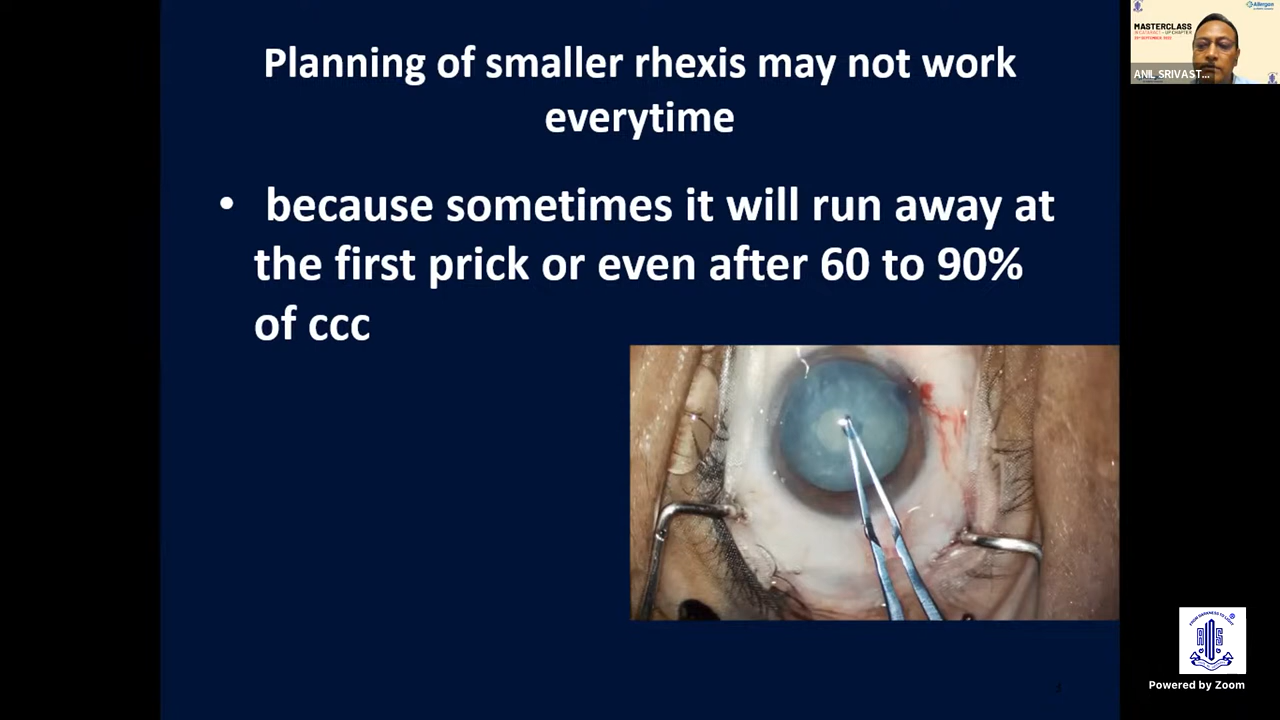 Planning of smaller rhexis may not work
everytime
• because sometimes it will run away at
the first prick or even after 60 to 90%
of ccc
Allergan
MASTERCLASS
ANIL SRIVAST...
Powered by Zoom